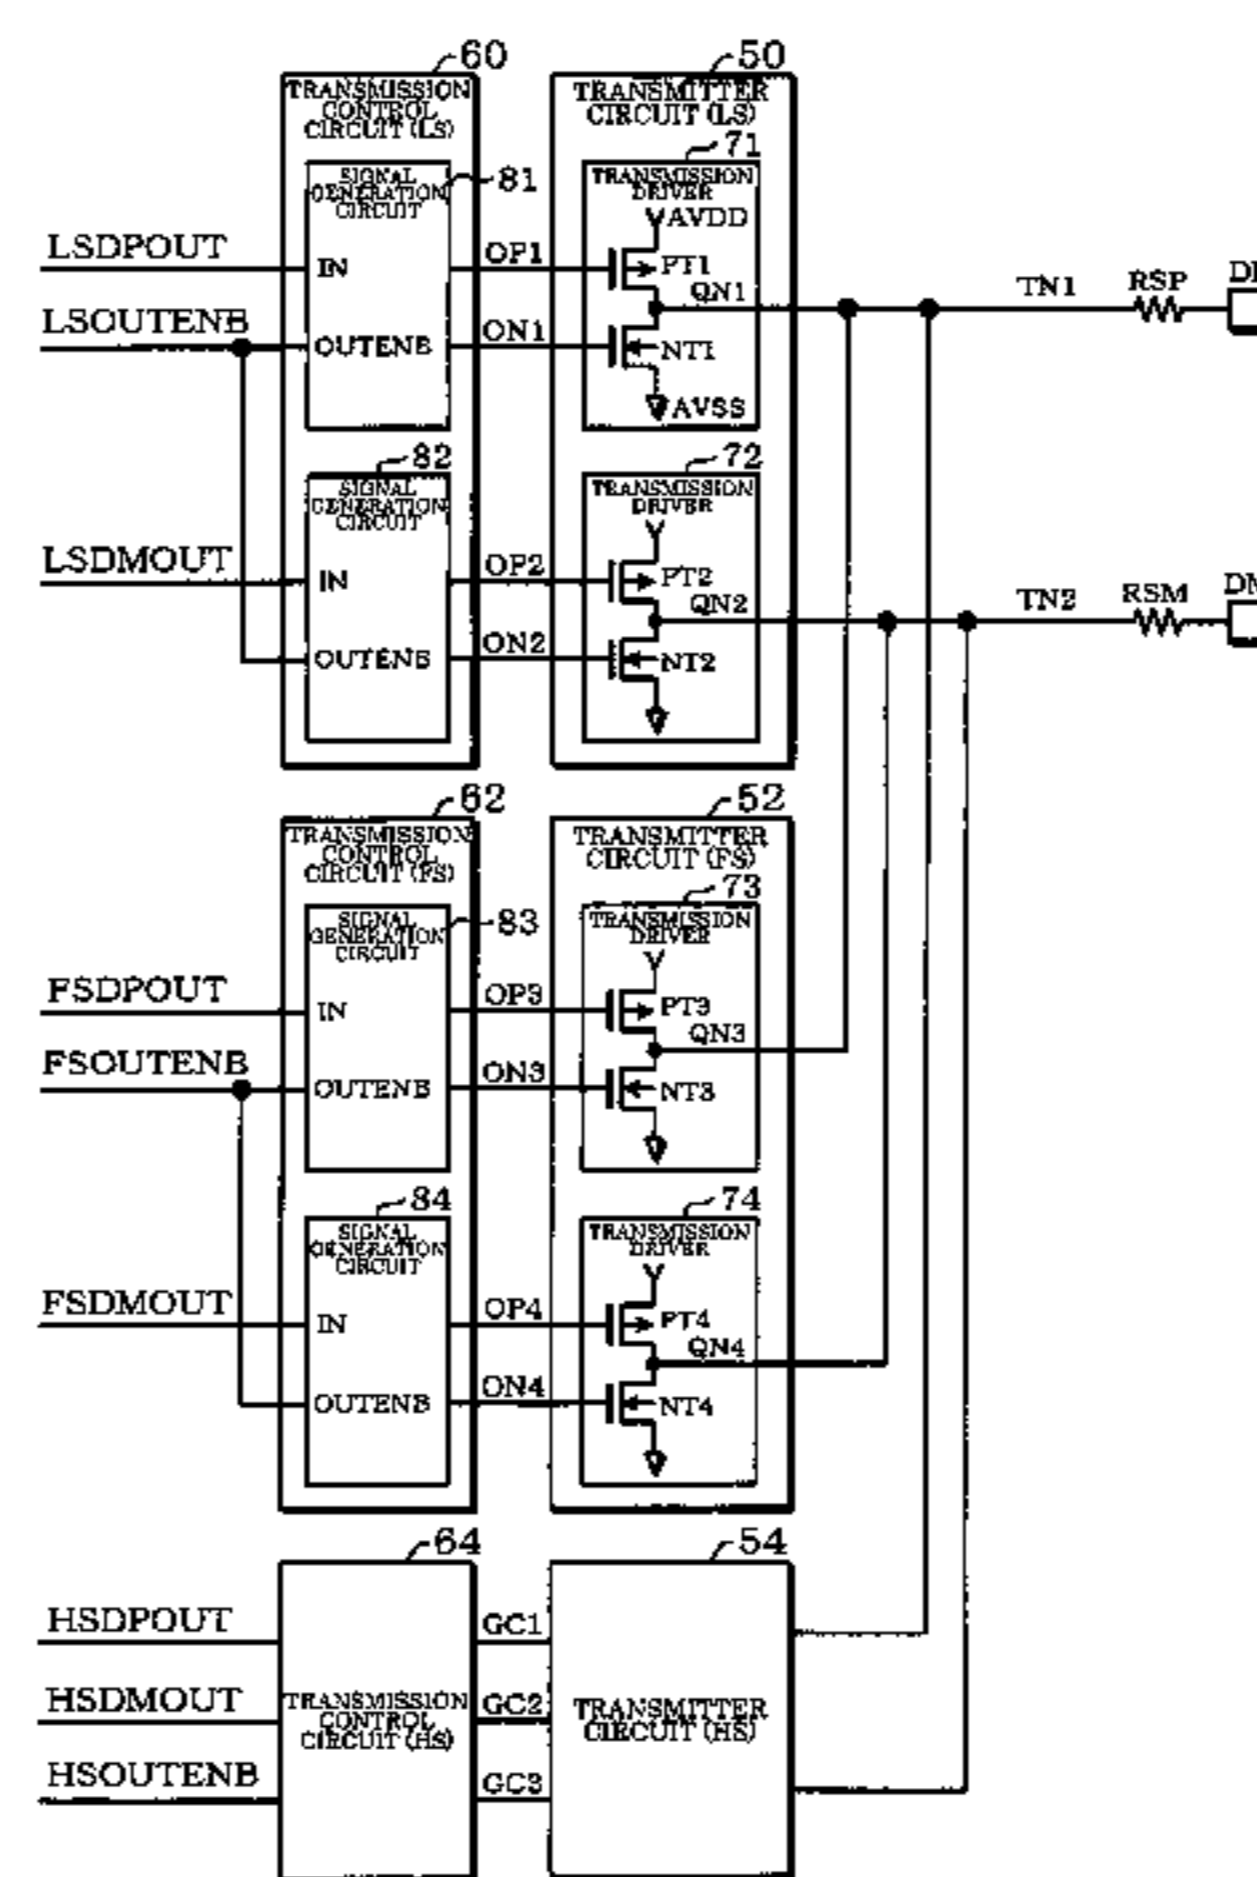 60
50
TRANSMISSION
CONTROL
CIRCUIT (LS)
TRANSMITTER
CIRCUIT (LS)
71
SIGNAL
GENERATION
CIRCUIT
81
TRANSMISSION
DRIVER
AVDD
LSDPOUT
IN
OP1
PT1
QN1
TN1
RSP
LSOUTENB
OUTENB
ON1
NT1
AVSS
82
72
SIGNAL
GENERATION
CIRCUIT
TRANSMISSION
DRIVER
LSDMOUT
IN
OP2
PT2
QN2
TN2
RSM
OUTENB
ON2
NT2
62
52
TRANSMISSION
CONTROL
CIRCUIT (FS)
TRANSMITTER
CIRCUIT (FS)
73
SIGNAL
GENERATION
CIRCUIT
83
TRANSMISSION
DRIVER
FSDPOUT
IN
OP3
PT3
QN3
FSOUTENB
OUTENB
ON3
NT3
84
74
SIGNAL
GENERATION
CIRCUIT
TRANSMISSION
DRIVER
FSDMOUT
IN
OP4
PT4
QN4
OUTENB
ON4
NT4
64
54
HSDPOUT
GC1
HSDMOUT
TRANSMISSION
CONTROL
CIRCUIT (HS)
GC2
TRANSMITTER
CIRCUIT (HS)
HSOUTENB
GC3